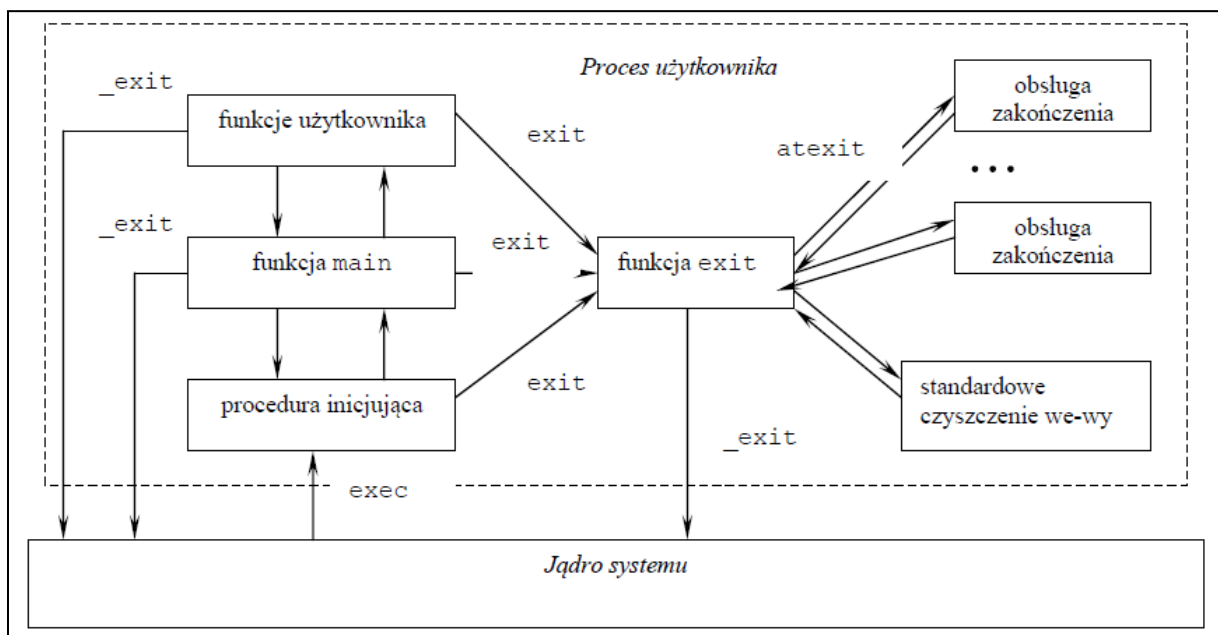 Proces użytkownika
_exit
funkcje użytkownika
exit
atexit
obsługa
zakończenia
...
_exit
funkcja main
exit
funkcja exit
obsługa
zakończenia
procedura inicjująca
exit
standardowe
czyszczenie we-wy
_exit
exec
Jądro systemu